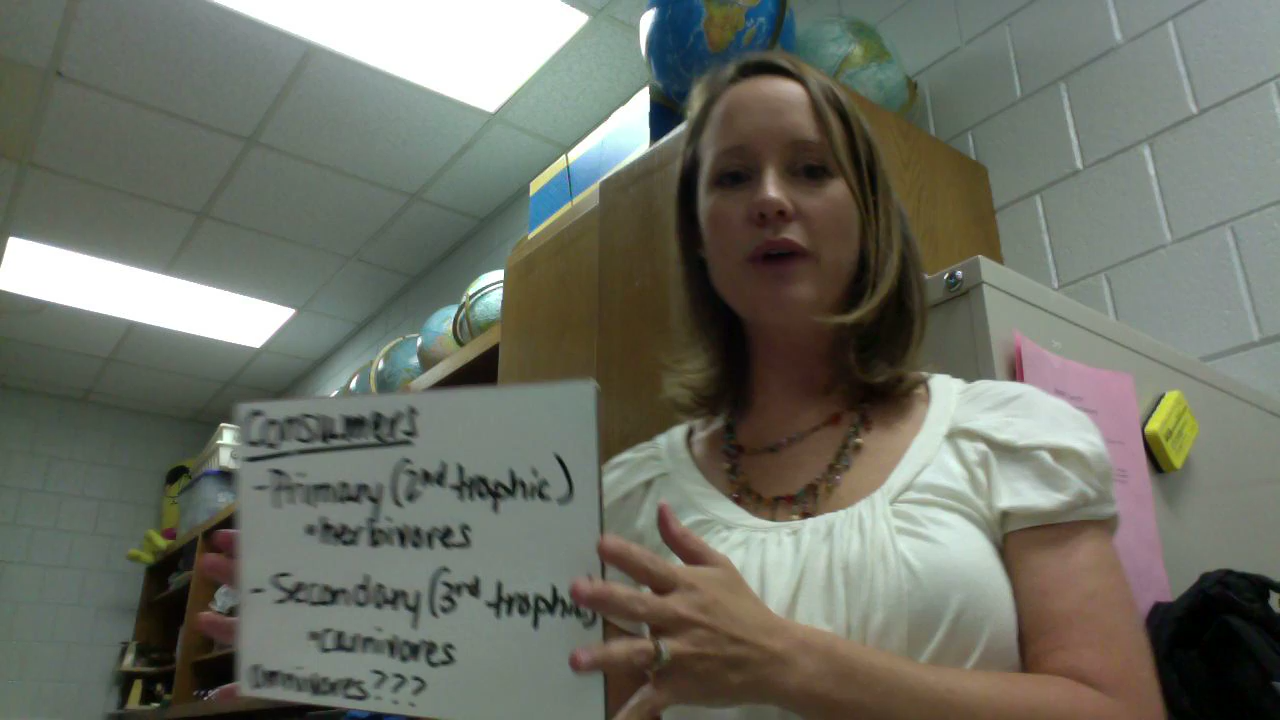 Consumers
-Primary (2nd trophic)
•herbivores
-Secondary (3rd trophic)
•carnivores
omnivores???